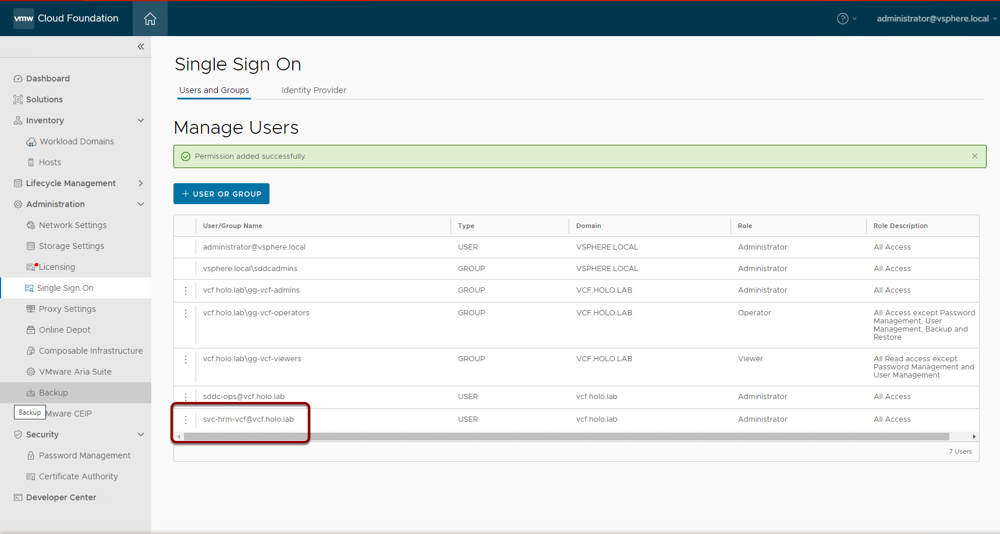 vmw Cloud Foundation
administrator@vsphere.local
Dashboard
Solutions
Inventory
Workload Domains
Hosts
Lifecycle Management
Administration
Network Settings
Storage Settings
Licensing
Single Sign On
Proxy Settings
Online Depot
Composable Infrastructure
VMware Aria Suite
Backup
Backup
Mware CEIP
Security
Password Management
Certificate Authority
Developer Center
Single Sign On
Users and Groups Identity Provider
Manage Users
Permission added successfully.
+ USER OR GROUP
User/Group Name Type Domain Role Role Description
administrator@vsphere.local USER VSPHERE.LOCAL Administrator All Access
vsphere.local\sddcadmins GROUP VSPHERE.LOCAL Administrator All Access
vcf.holo.lab\gg-vcf-admins GROUP VCF.HOLO.LAB Administrator All Access
vcf.holo.lab\gg-vcf-operators GROUP VCF.HOLO.LAB Operator All Access except Password
Management, User
Management, Backup and
Restore
vcf.holo.lab\gg-vcf-viewers GROUP VCF.HOLO.LAB Viewer All Read access except
Password Management and
User Management
sddc-ops@vcf.holo.lab USER vcf.holo.lab Administrator All Access
svc-hrm-vcf@vcf.holo.lab USER vcf.holo.lab Administrator All Access
7 Users